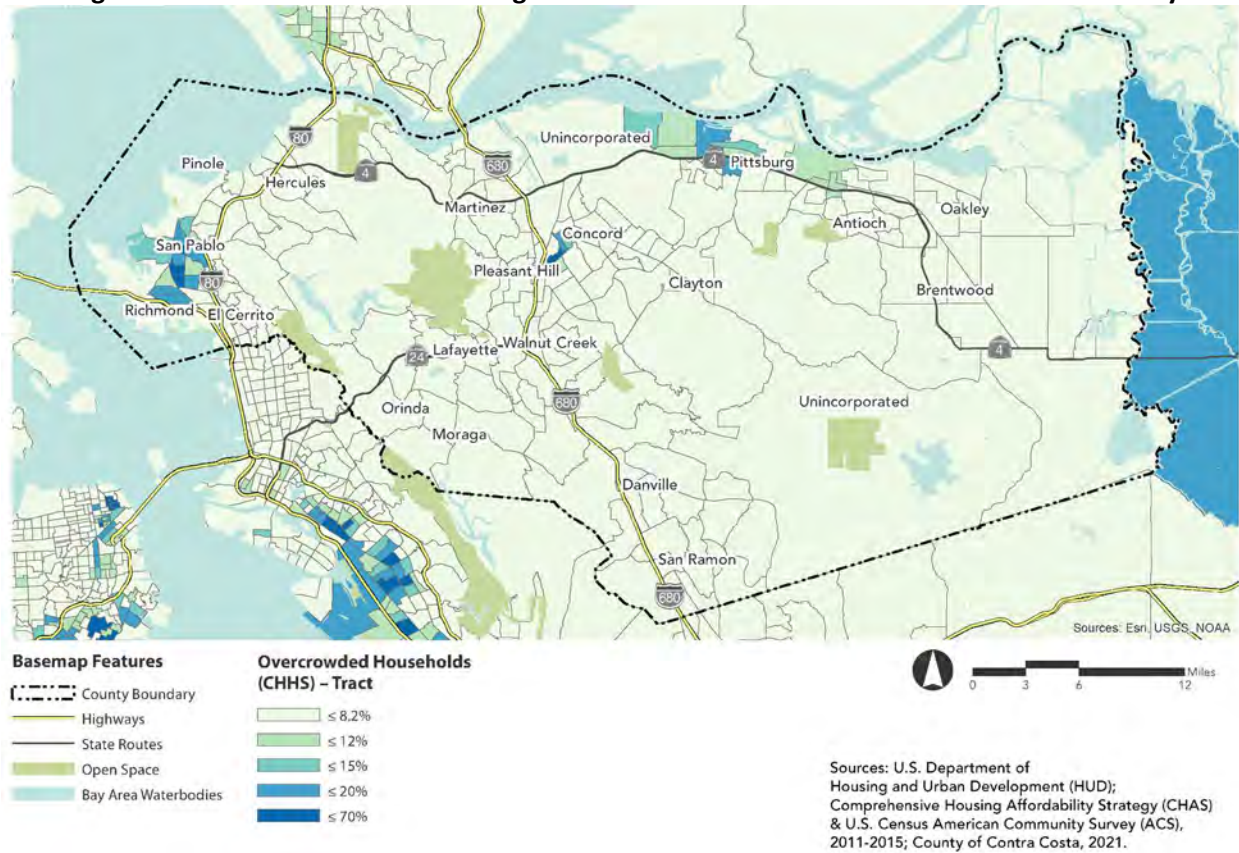 80
Unincorporated
Pinole
Hercules
4
680
4
Pittsburg
Martinez
Antioch
Oakley
San Pablo
Concord
80
Pleasant Hill
Clayton
Brentwood
Richmond
El Cerrito
24
Lafayette
Walnut Creek
4
Orinda
680
Unincorporated
Moraga
Danville
San Ramon
680
Sources: Esri, USGS, NOAA
Basemap Features
County Boundary
Highways
State Routes
Open Space
Bay Area Waterbodies
Overcrowded Households
(CHHS) – Tract
≤ 8.2%
≤ 12%
≤ 15%
≤ 20%
≤ 70%
Miles
0 3 6 12
Sources: U.S. Department of
Housing and Urban Development (HUD);
Comprehensive Housing Affordability Strategy (CHAS)
& U.S. Census American Community Survey (ACS),
2011-2015; County of Contra Costa, 2021.